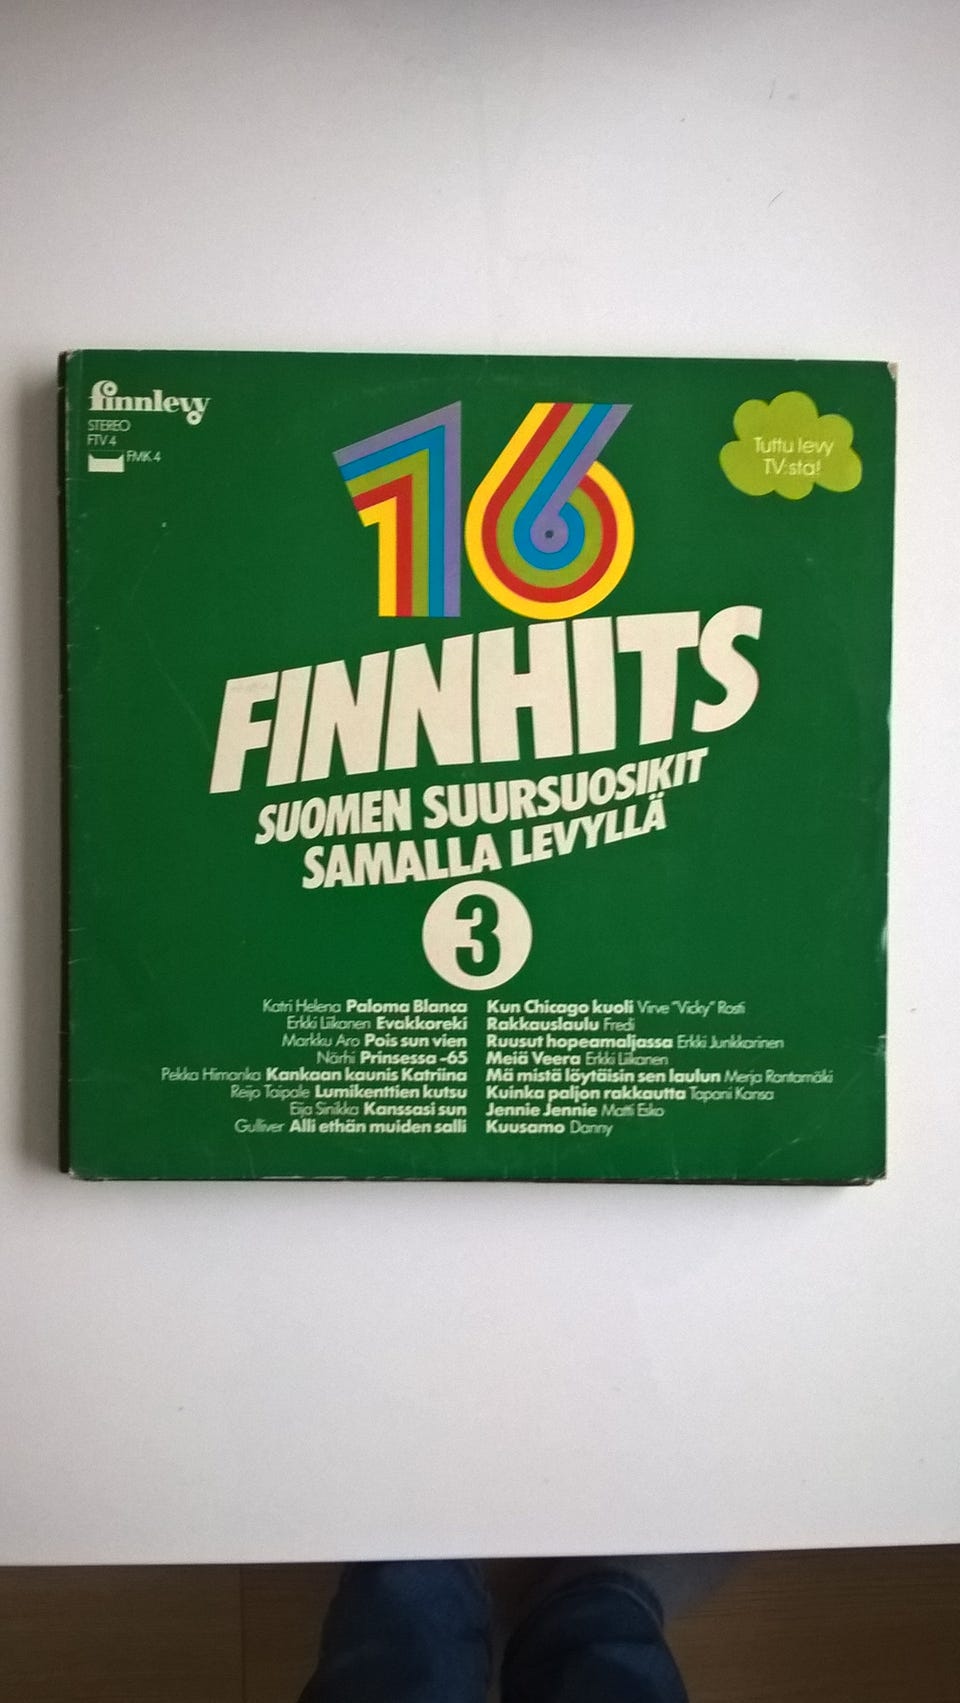 finnlevy
STEREO
FTV 4
FMK 4
16
Tuttu levy
TV:stä!
FINNHITS
SUOMEN SUURSUOSIKIT
SAMALLA LEVYLLÄ
3
Katri Helena Paloma Blanca
Erkki Liikanen Evakkoreki
Markku Aro Pois sun vien
Närhi Prinsessa -65
Pekka Himanka Kankaan kaunis Katriina
Reijo Taipale Lumikenttien kutsu
Eija Sinikka Kanssasi sun
Gulliver Älli ethän muiden salli
Kun Chicago kuoli Virve "Vicky" Rosti
Rakkauslaulu Fredi
Ruusut hopeamaljassa Erkki Junkkarinen
Meiä Veera Erkki Liikanen
Mä mistä löytäisin sen laulun Merja Rantamäki
Kuinka paljon rakkautta Tapani Kansa
Jennie Jennie Matti Esko
Kuusamo Danny